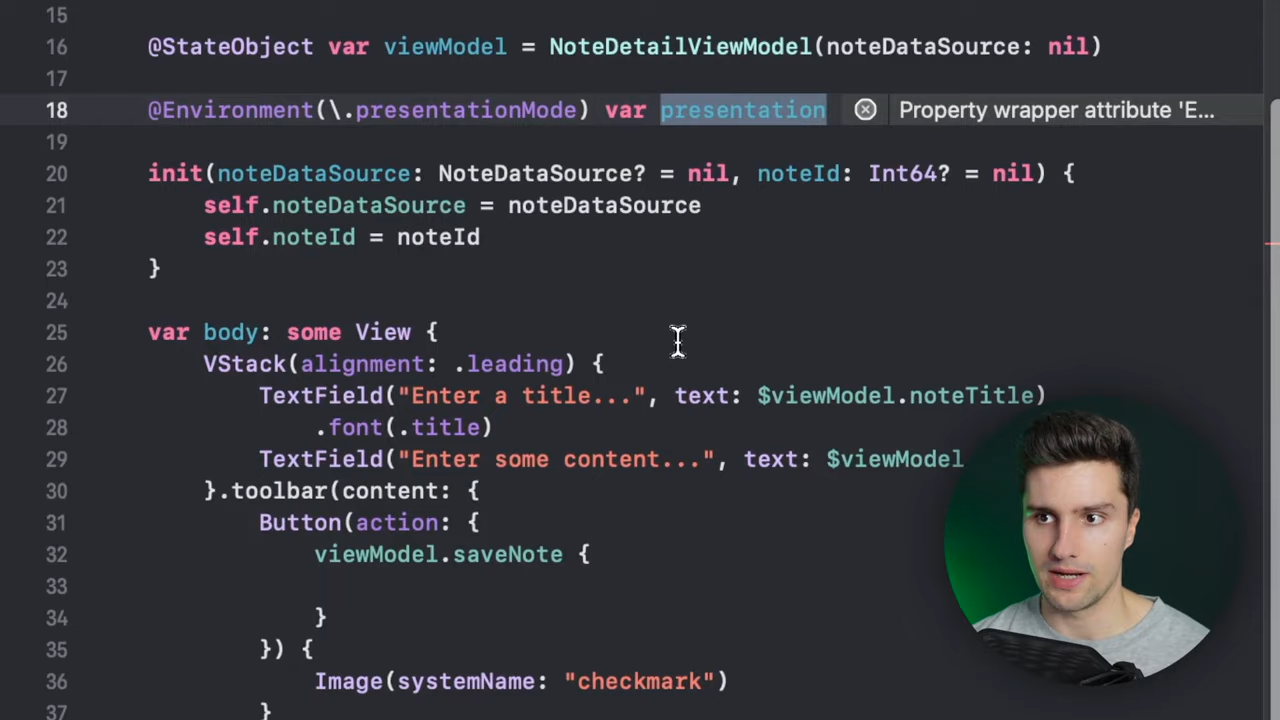 15
16 @StateObject var viewModel = NoteDetailViewModel(noteDataSource: nil)
17
18 @Environment(\.presentationMode) var presentation Property wrapper attribute 'E...
19
20 init(noteDataSource: NoteDataSource? = nil, noteId: Int64? = nil) {
21 self.noteDataSource = noteDataSource
22 self.noteId = noteId
23 }
24
25 var body: some View {
26 VStack(alignment: .leading) {
27 TextField("Enter a title...", text: $viewModel.noteTitle)
28 .font(.title)
29 TextField("Enter some content...", text: $viewModel
30 }.toolbar(content: {
31 Button(action: {
32 viewModel.saveNote {
33
34 }
35 }) {
36 Image(systemName: "checkmark")
37 }